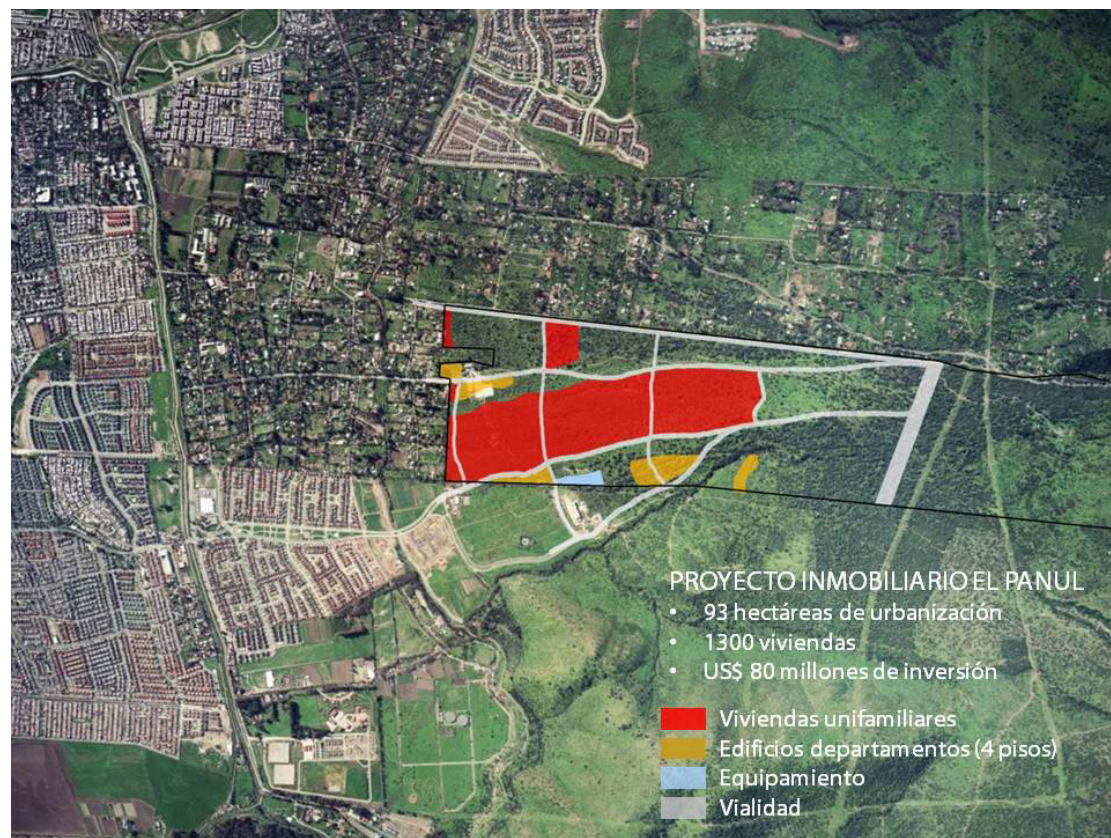 PROYECTO INMOBILIARIO EL PANUL
• 93 hectáreas de urbanización
• 1300 viviendas
• US$ 80 millones de inversión
Viviendas unifamiliares
Edificios departamentos (4 pisos)
Equipamiento
Vialidad